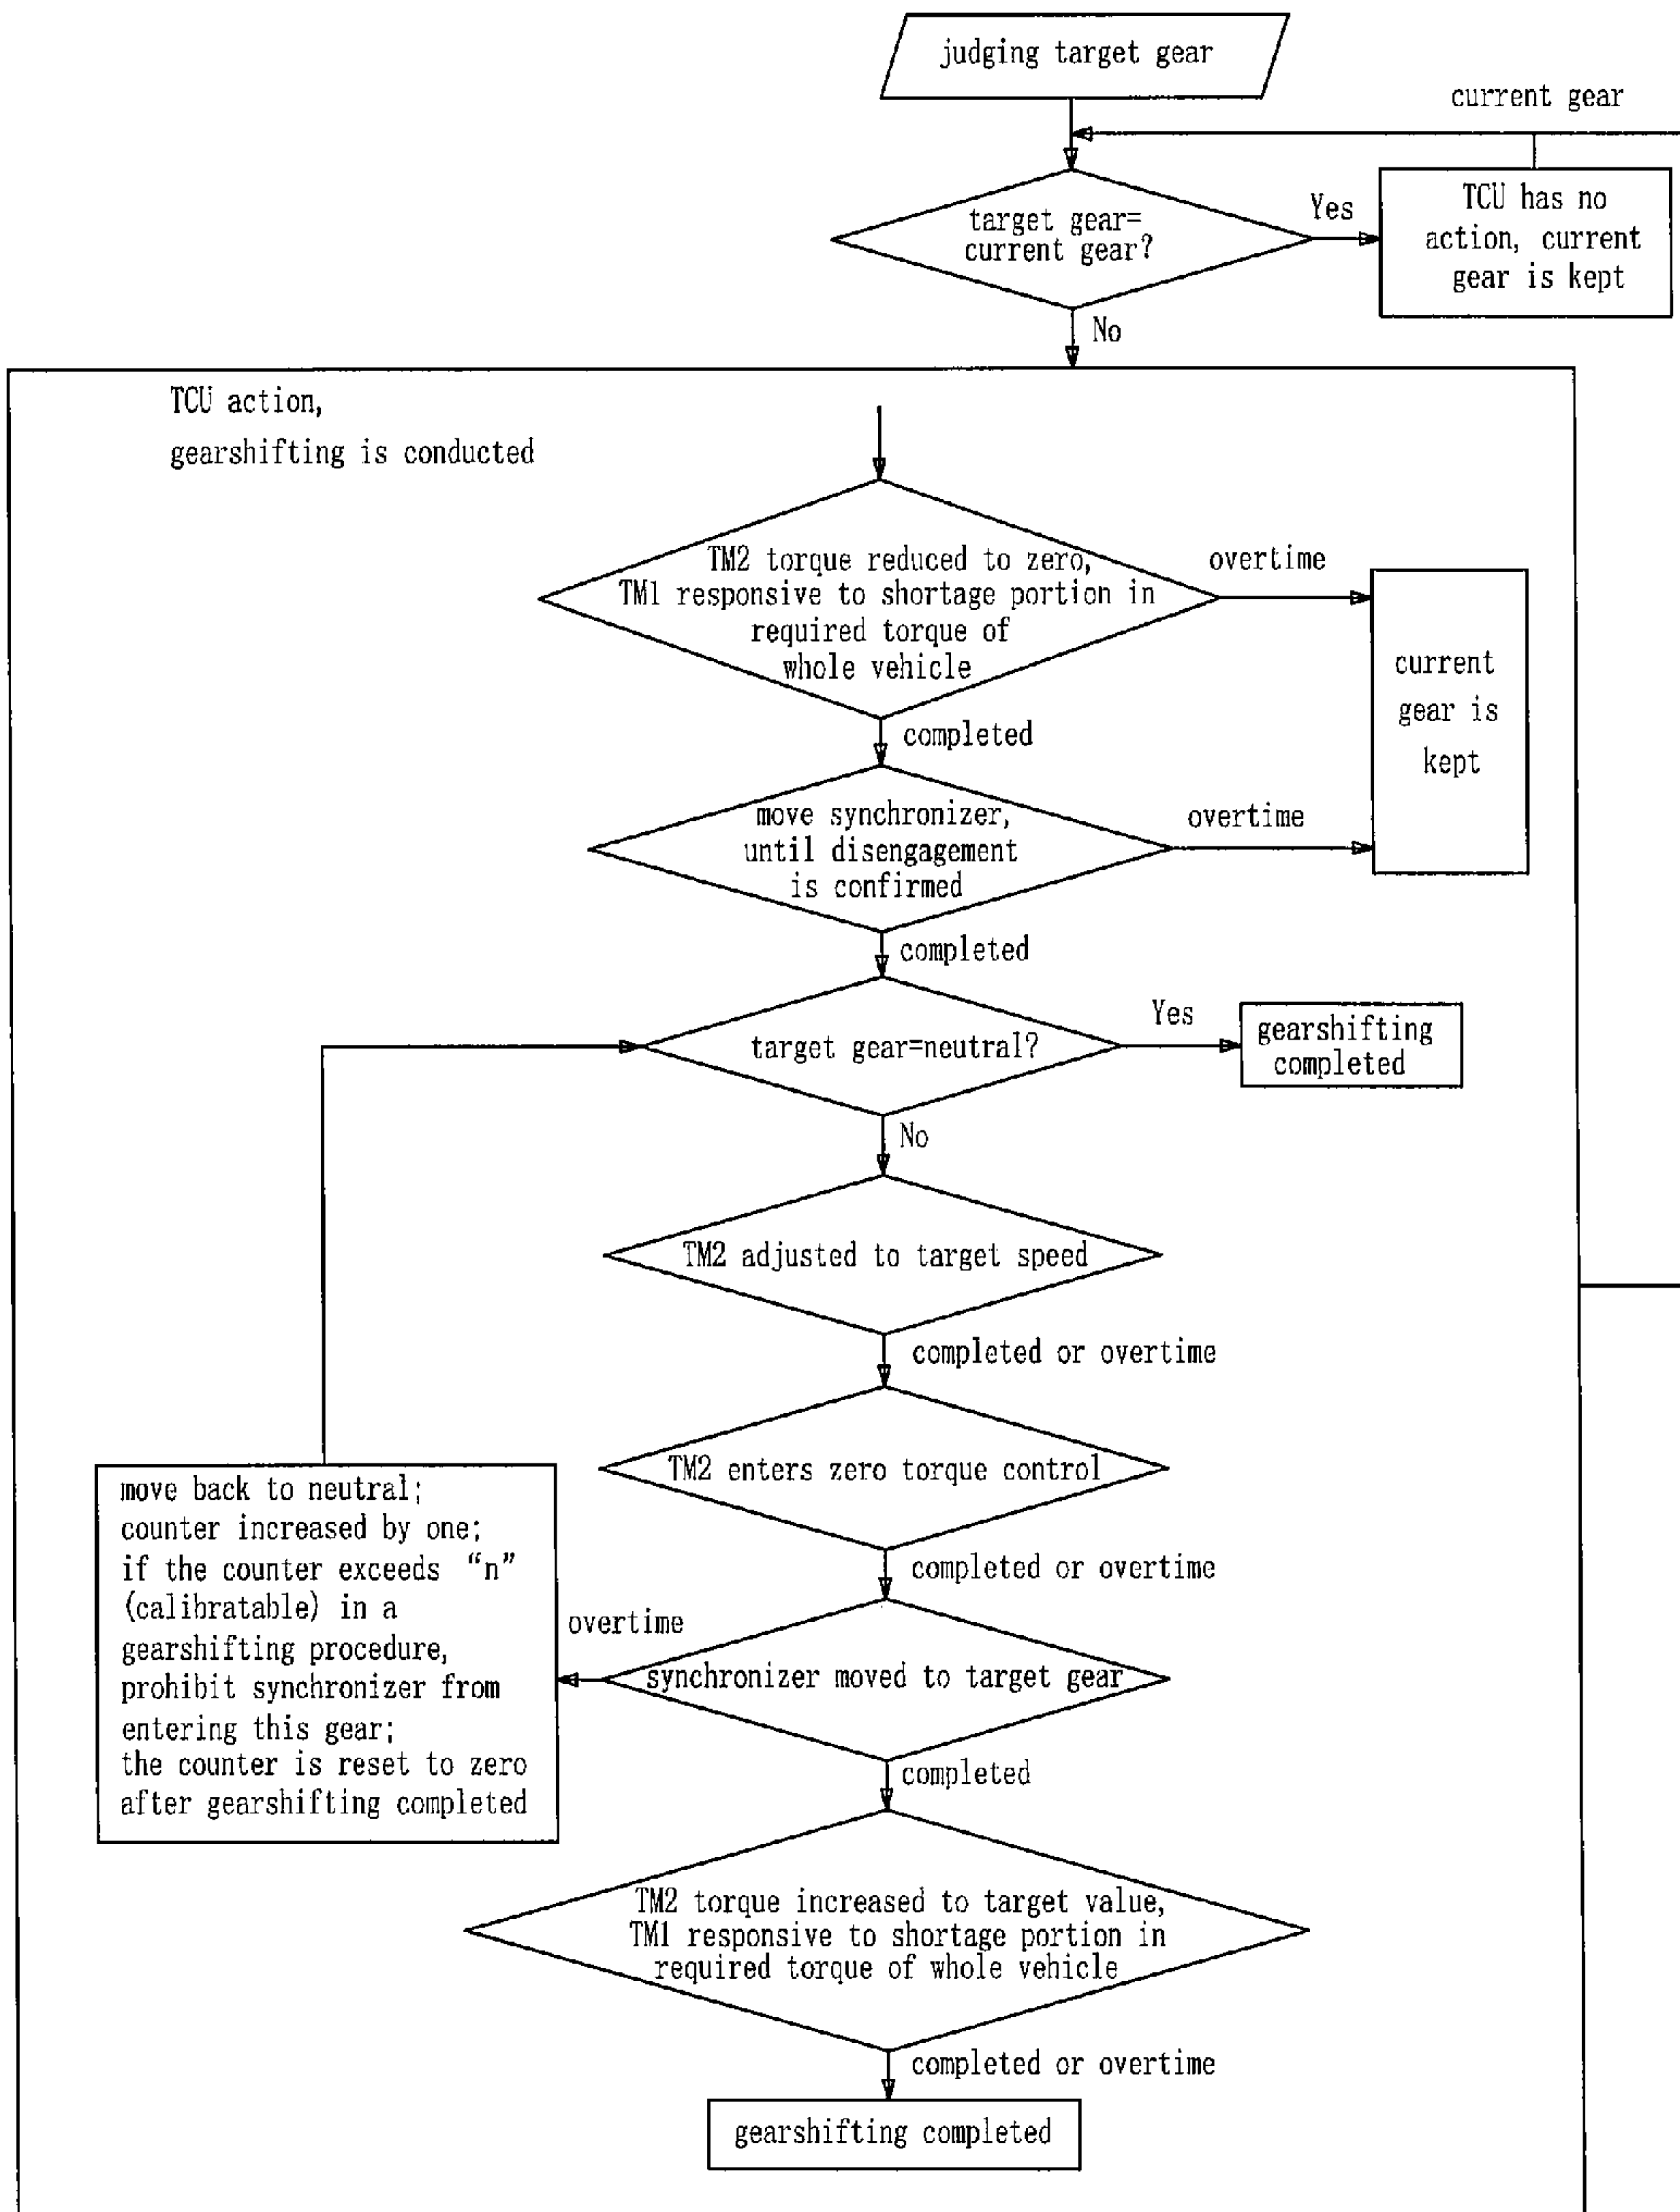 judging target gear
current gear
target gear=
current gear?
Yes
TCU has no
action, current
gear is kept
No
TCU action,
gearshifting is conducted
TM2 torque reduced to zero,
TM1 responsive to shortage portion in
required torque of
whole vehicle
overtime
current
gear is
kept
completed
move synchronizer,
until disengagement
is confirmed
overtime
completed
target gear=neutral?
Yes
gearshifting
completed
No
TM2 adjusted to target speed
completed or overtime
TM2 enters zero torque control
completed or overtime
move back to neutral;
counter increased by one;
if the counter exceeds “n”
(calibratable) in a
gearshifting procedure,
prohibit synchronizer from
entering this gear;
the counter is reset to zero
after gearshifting completed
overtime
synchronizer moved to target gear
completed
TM2 torque increased to target value,
TM1 responsive to shortage portion in
required torque of whole vehicle
completed or overtime
gearshifting completed